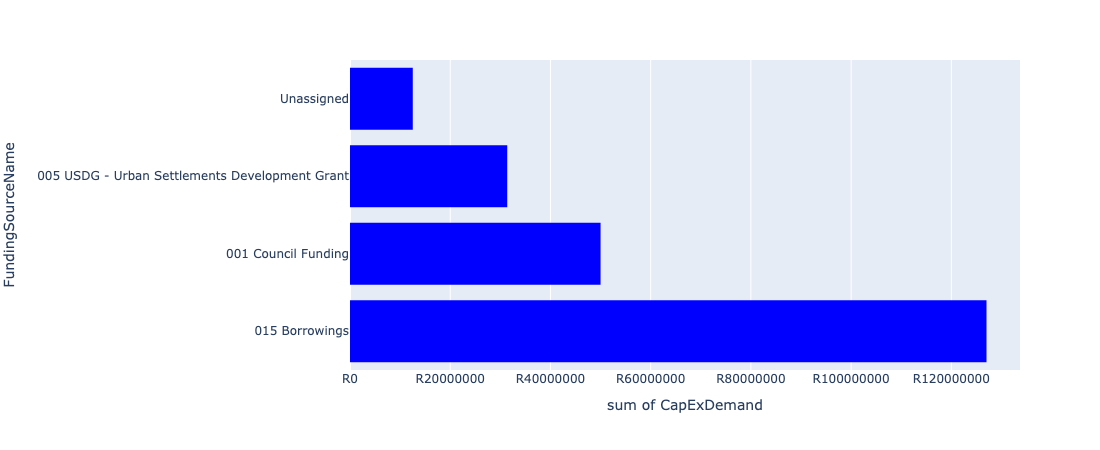 FundingSourceName
Unassigned
005 USDG - Urban Settlements Development Grant
001 Council Funding
015 Borrowings
R0 R20000000 R40000000 R60000000 R80000000 R100000000 R120000000
sum of CapExDemand